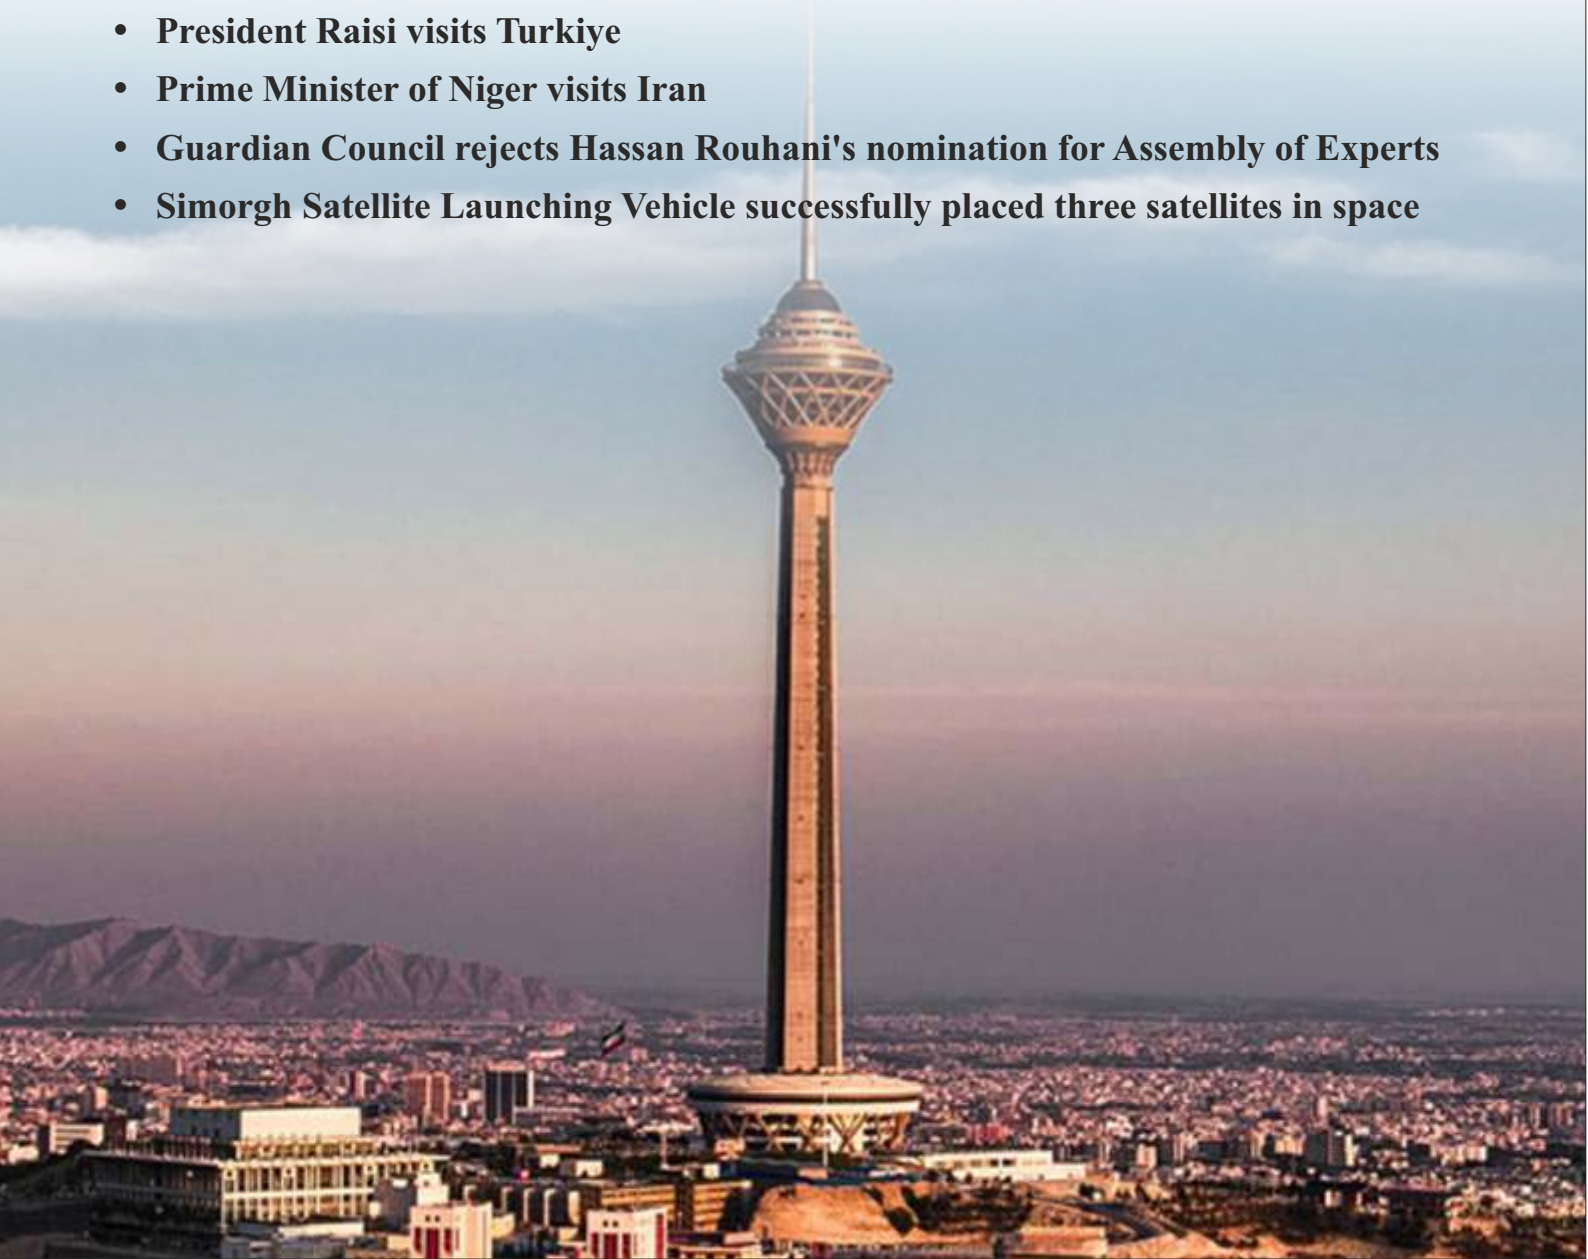 • President Raisi visits Turkiye
• Prime Minister of Niger visits Iran
• Guardian Council rejects Hassan Rouhani's nomination for Assembly of Experts
• Simorgh Satellite Launching Vehicle successfully placed three satellites in space